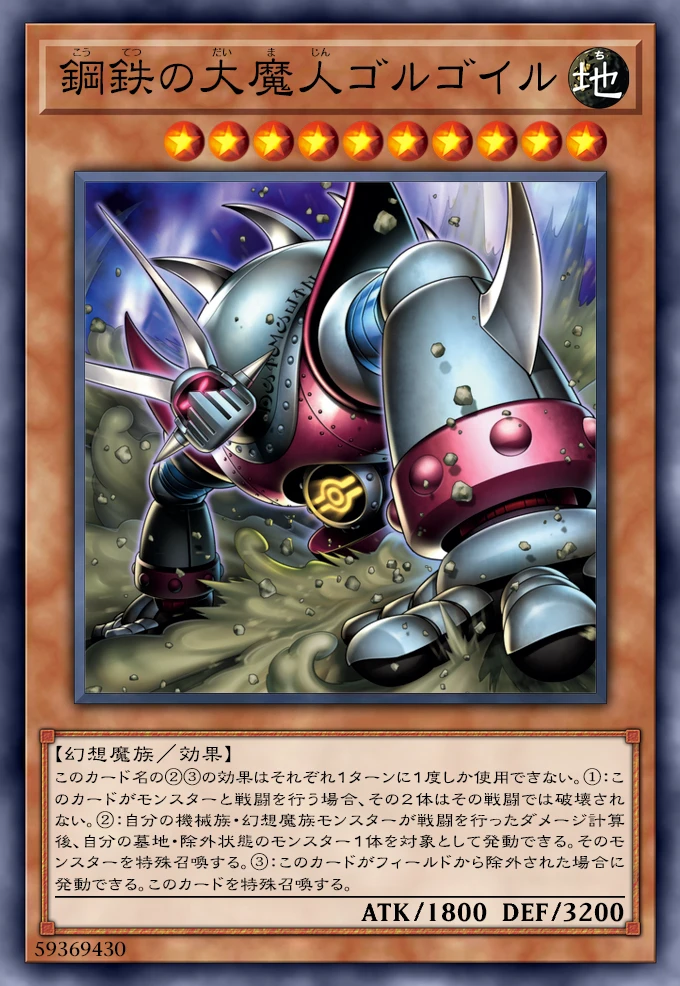 こう てつ だい ま じん
鋼鉄の大魔人ゴルゴイル
ち
地
【幻想魔族／効果】
このカード名の②③の効果はそれぞれ1ターンに1度しか使用できない。①：こ
のカードがモンスターと戦闘を行う場合、その2体はその戦闘では破壊され
ない。②：自分の機械族・幻想魔族モンスターが戦闘を行ったダメージ計算
後、自分の墓地・除外状態のモンスター1体を対象として発動できる。そのモ
ンスターを特殊召喚する。③：このカードがフィールドから除外された場合に
発動できる。このカードを特殊召喚する。
ATK/1800 DEF/3200
59369430